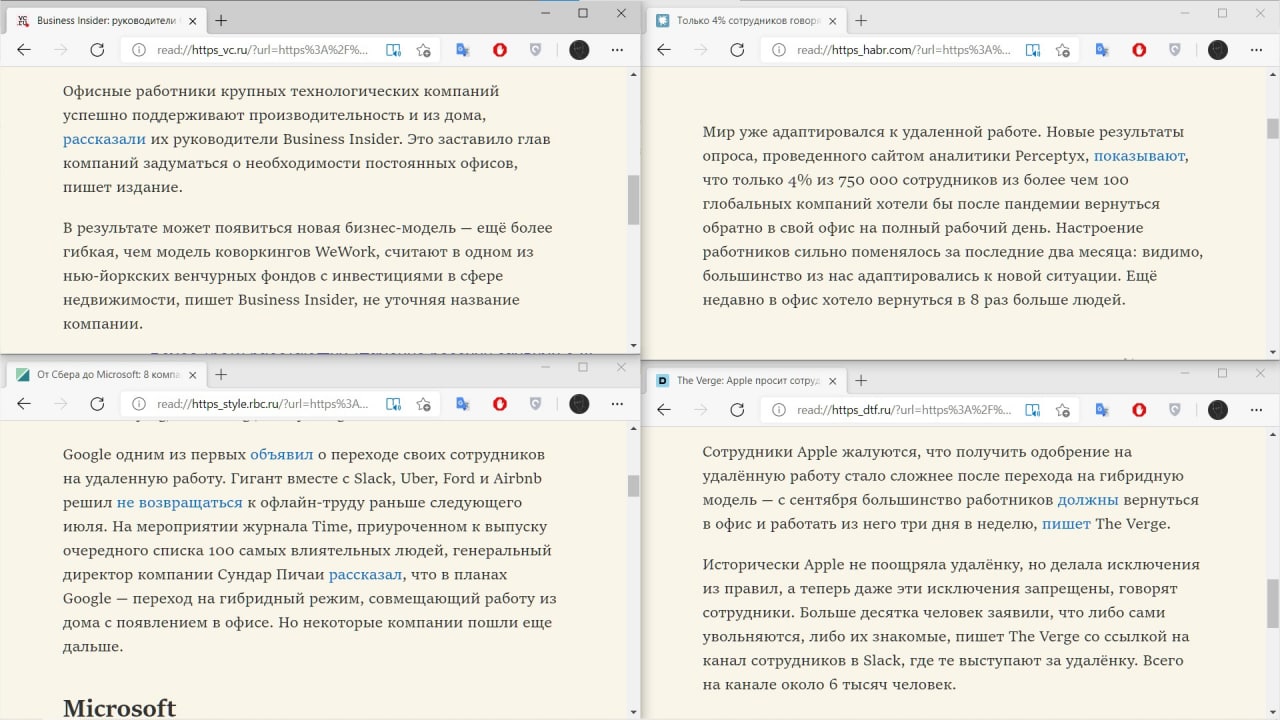 Business Insider: руководители
read://https_vc.ru/?url=https%3A%2F%...
Офисные работники крупных технологических компаний
успешно поддерживают производительность и из дома,
рассказали их руководители Business Insider. Это заставило глав
компаний задуматься о необходимости постоянных офисов,
пишет издание.
В результате может появиться новая бизнес-модель — ещё более
гибкая, чем модель коворкингов WeWork, считают в одном из
нью-йоркских венчурных фондов с инвестициями в сфере
недвижимости, пишет Business Insider, не уточняя название
компании.
Только 4% сотрудников говоря
read://https_habr.com/?url=https%3A%...
Мир уже адаптировался к удаленной работе. Новые результаты
опроса, проведенного сайтом аналитики Perceptyx, показывают,
что только 4% из 750 000 сотрудников из более чем 100
глобальных компаний хотели бы после пандемии вернуться
обратно в свой офис на полный рабочий день. Настроение
работников сильно поменялось за последние два месяца: видимо,
большинство из нас адаптировались к новой ситуации. Ещё
недавно в офис хотело вернуться в 8 раз больше людей.
От Сбера до Microsoft: 8 компа
read://https_style.rbc.ru/?url=https%3A...
Google одним из первых объявил о переходе своих сотрудников
на удаленную работу. Гигант вместе с Slack, Uber, Ford и Airbnb
решил не возвращаться к офлайн-труду раньше следующего
июля. На мероприятии журнала Time, приуроченном к выпуску
очередного списка 100 самых влиятельных людей, генеральный
директор компании Сундар Пичаи рассказал, что в планах
Google — переход на гибридный режим, совмещающий работу из
дома с появлением в офисе. Но некоторые компании пошли еще
дальше.
Microsoft
The Verge: Apple просит сотруд
read://https_dtf.ru/?url=https%3A%2F%...
Сотрудники Apple жалуются, что получить одобрение на
удалённую работу стало сложнее после перехода на гибридную
модель — с сентября большинство работников должны вернуться
в офис и работать из него три дня в неделю, пишет The Verge.
Исторически Apple не поощряла удалёнку, но делала исключения
из правил, а теперь даже эти исключения запрещены, говорят
сотрудники. Больше десятка человек заявили, что либо сами
увольняются, либо их знакомые, пишет The Verge со ссылкой на
канал сотрудников в Slack, где те выступают за удалёнку. Всего
на канале около 6 тысяч человек.